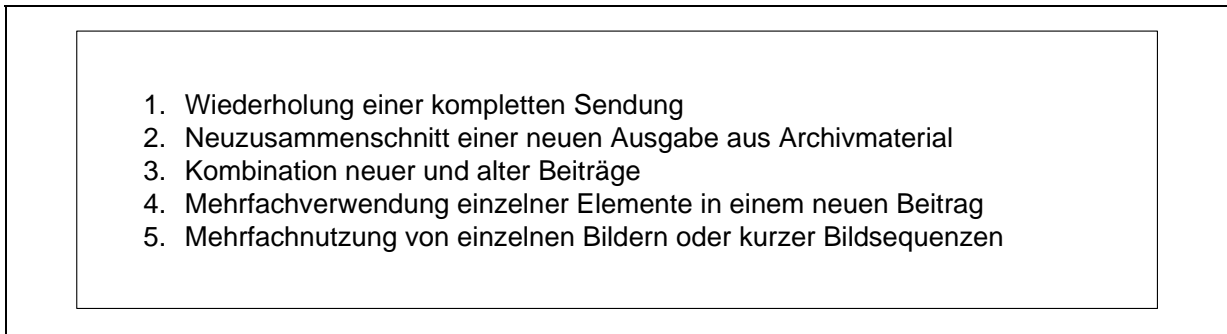 1. Wiederholung einer kompletten Sendung
2. Neuzusammenschnitt einer neuen Ausgabe aus Archivmaterial
3. Kombination neuer und alter Beiträge
4. Mehrfachverwendung einzelner Elemente in einem neuen Beitrag
5. Mehrfachnutzung von einzelnen Bildern oder kurzer Bildsequenzen